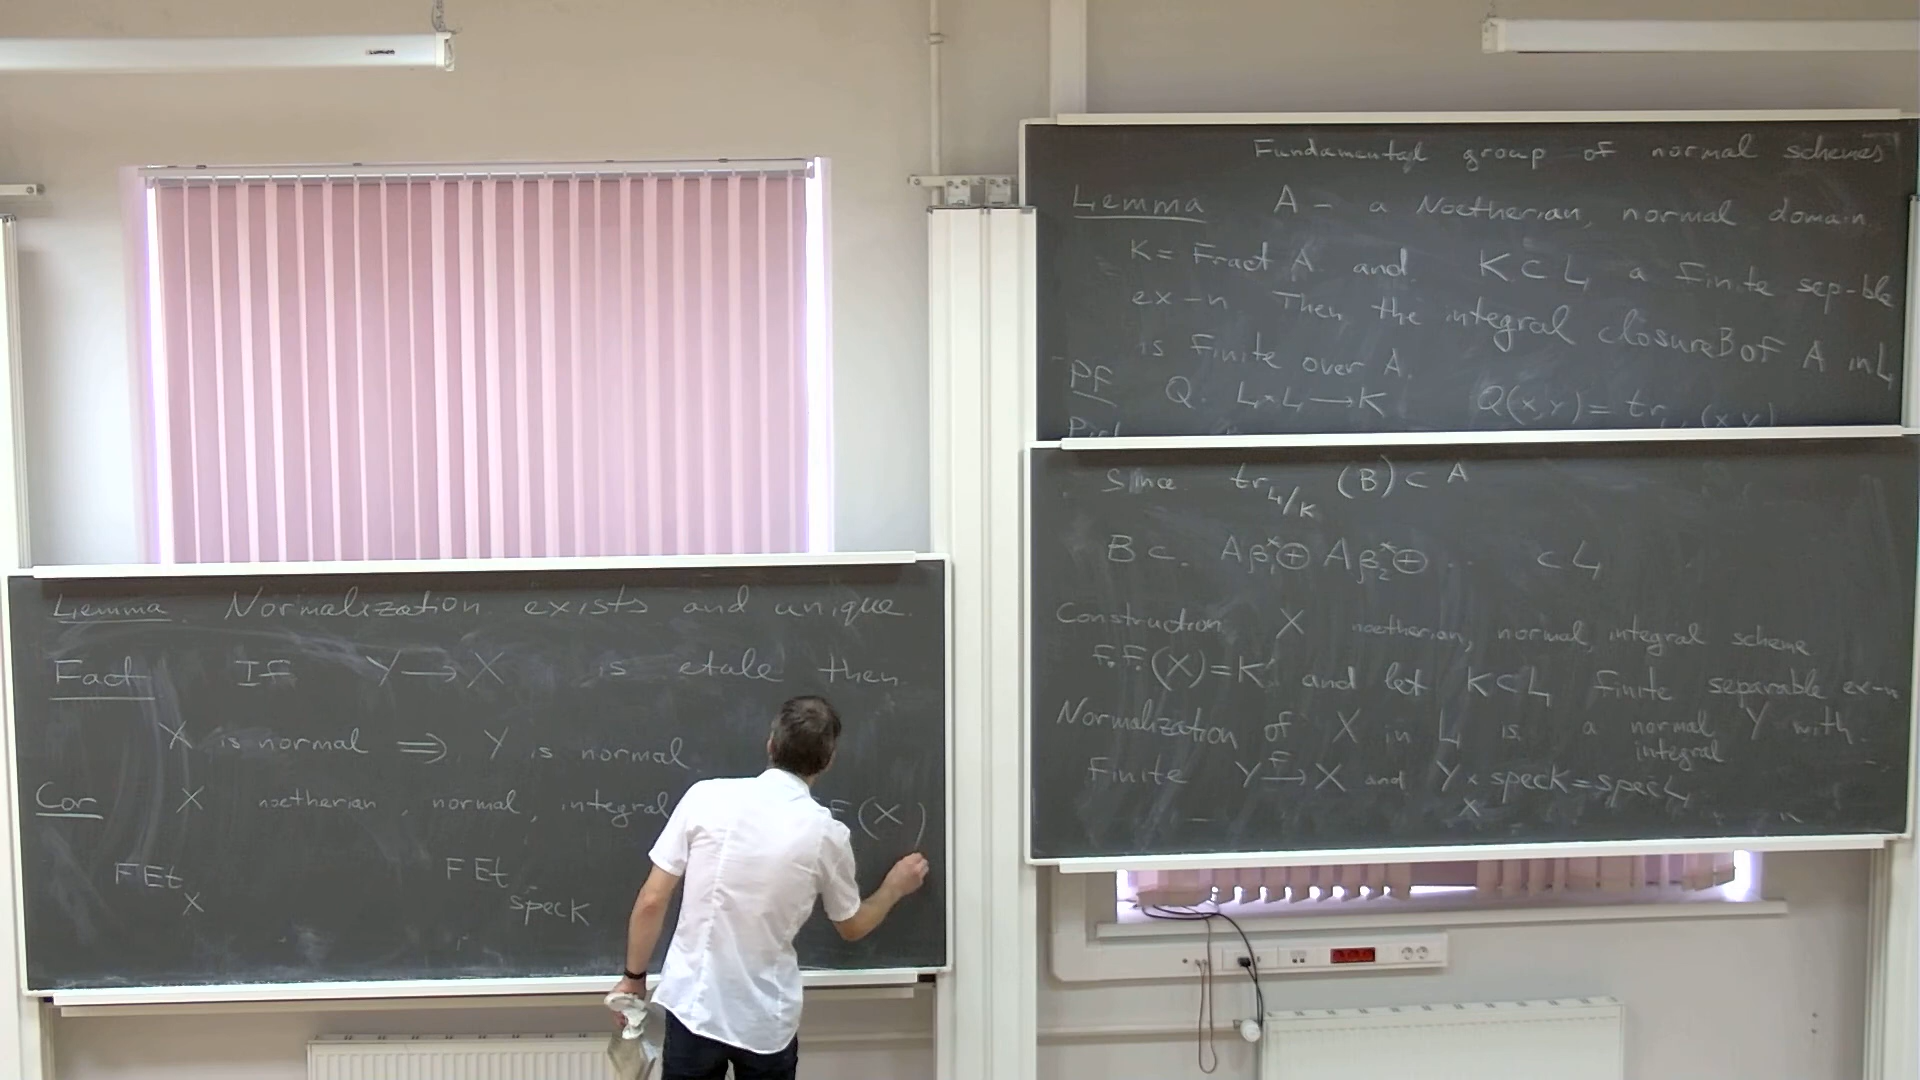 Lemma Normalization exists and unique.
Fact If Y → X is etale then
X is normal ⇒ Y is normal.
Cor X noetherian, normal, integral F(X)
FEt_X FEt_specK
Fundamental group of normal schemes
Lemma A - a Noetherian, normal domain,
K = Fract A and K ⊂ L a finite sep-ble
ex-n Then the integral closure B of A in L
is finite over A.
PF Q: L×L → K Q(x,y) = tr (x y)
Since tr_{L/K} (B) ⊂ A
B ⊂ Aβ₁* ⊕ Aβ₂* ⊕ ... ⊂ L
Construction X noetherian, normal, integral scheme
F.F.(X) = K and let K ⊂ L finite separable ex-n
Normalization of X in L is a normal integral Y with
finite Y →^F X and Y ×_X specK = specL